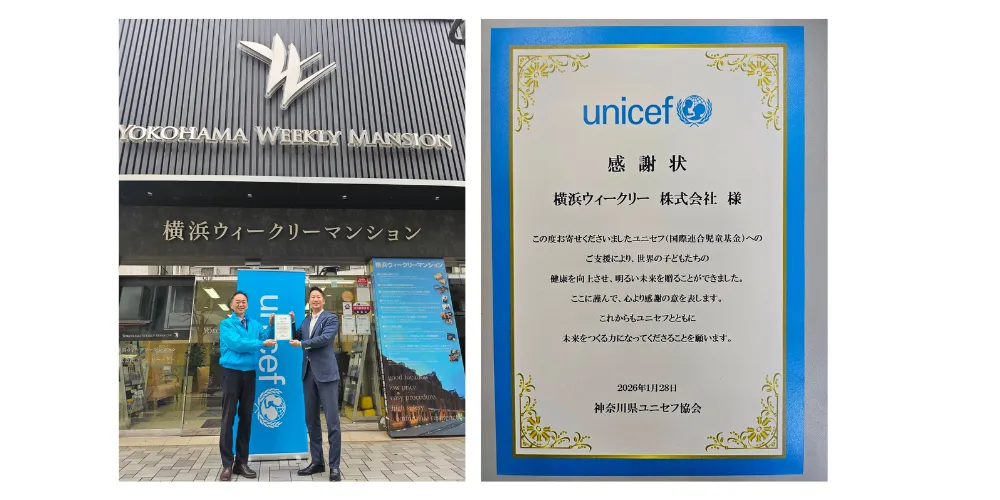 YOKOHAMA WEEKLY MANSION
横浜ウィークリーマンション
横浜ウィークリーマンション
unicef
good location
low price
easy procedure
high safety
unicef
感謝状
横浜ウィークリー 株式会社 様
この度お寄せくださいましたユニセフ(国際連合児童基金)への
ご支援により、世界の子どもたちの
健康を向上させ、明るい未来を贈ることができました。
ここに謹んで、心より感謝の意を表します。
これからもユニセフとともに
未来をつくる力になってくださることを願います。
2026年1月28日
神奈川県ユニセフ協会